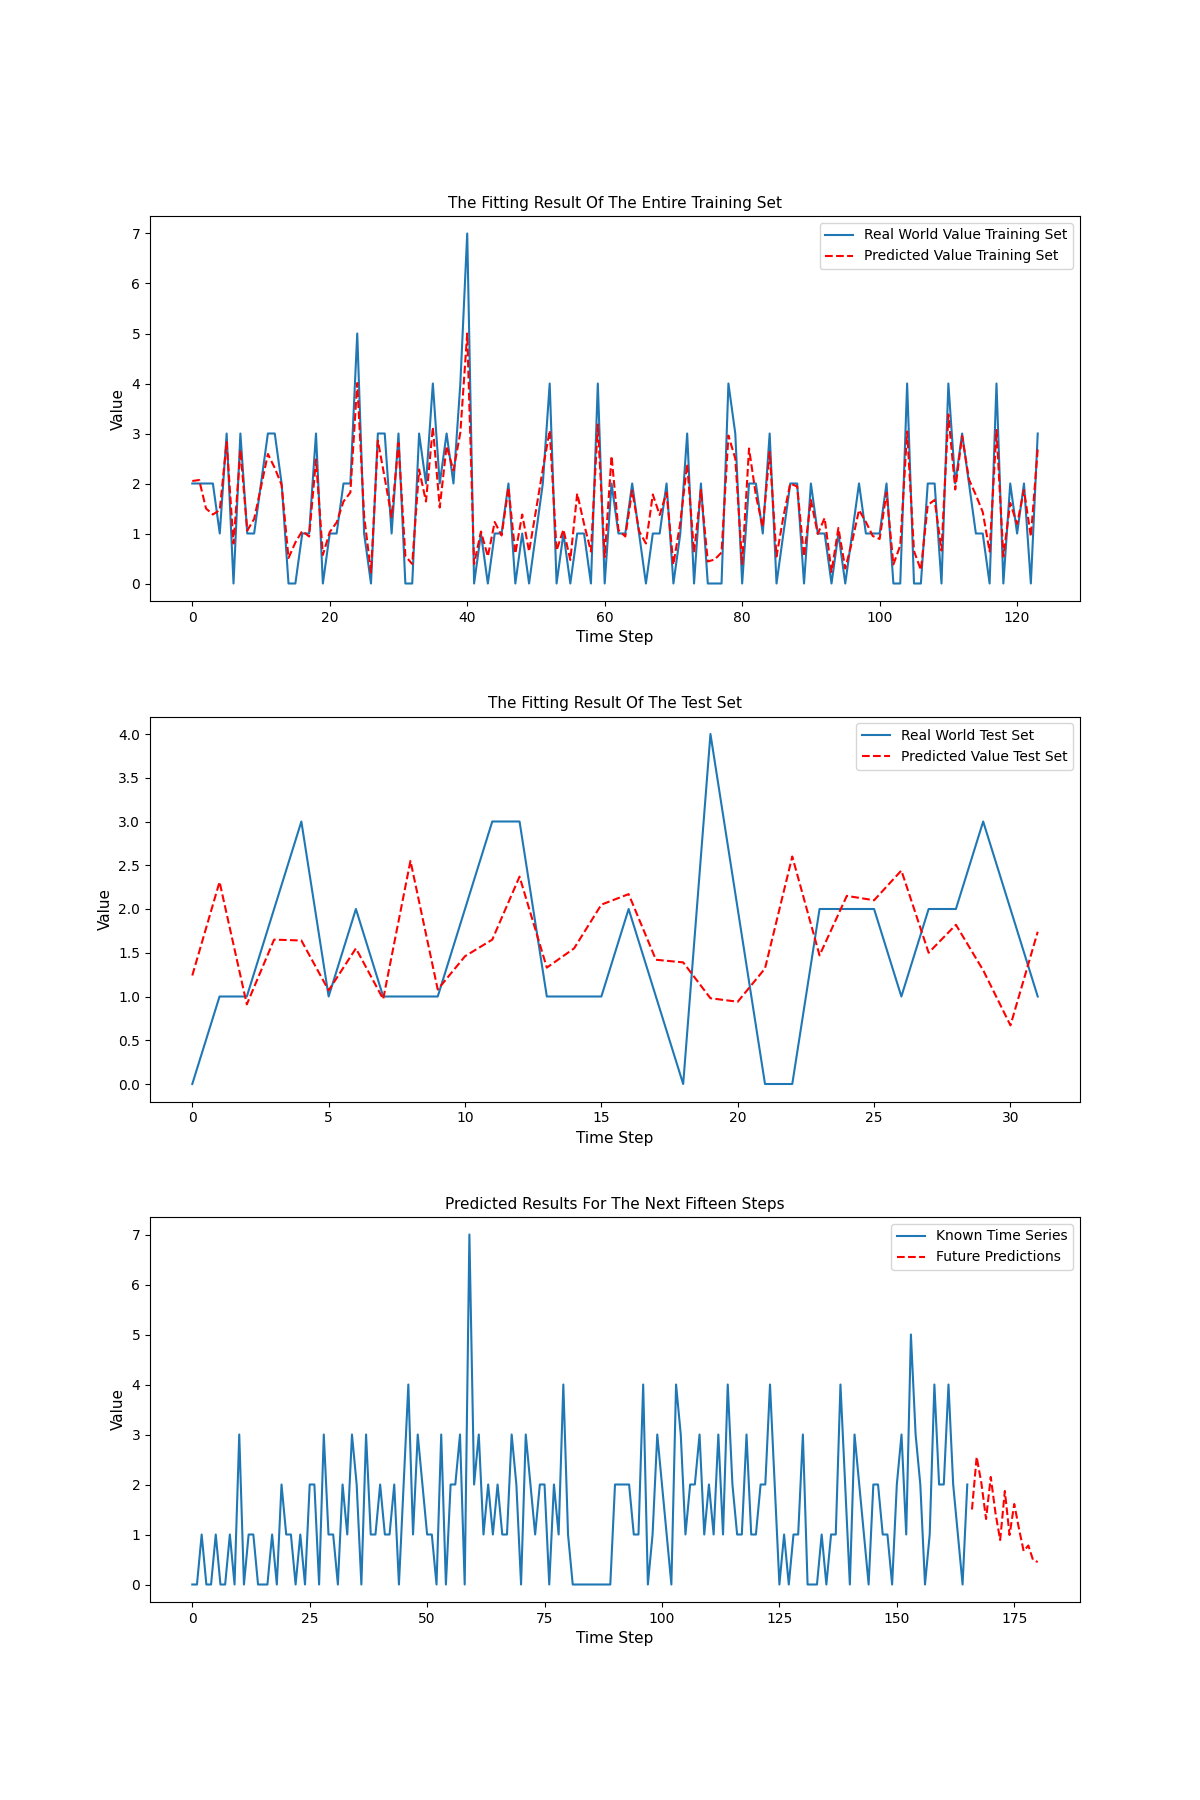 The Fitting Result Of The Entire Training Set
Real World Value Training Set
Predicted Value Training Set
7
6
5
4
3
2
1
0
Value
0 20 40 60 80 100 120
Time Step
The Fitting Result Of The Test Set
Real World Test Set
Predicted Value Test Set
4.0
3.5
3.0
2.5
2.0
1.5
1.0
0.5
0.0
Value
0 5 10 15 20 25 30
Time Step
Predicted Results For The Next Fifteen Steps
Known Time Series
Future Predictions
7
6
5
4
3
2
1
0
Value
0 25 50 75 100 125 150 175
Time Step